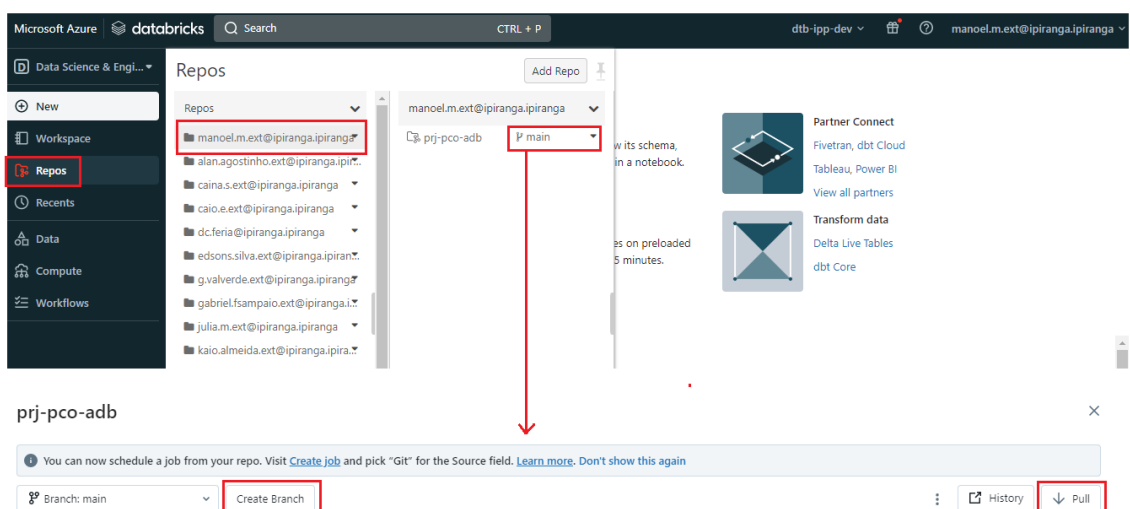 Microsoft Azure databricks Search CTRL + P dtb-ipp-dev manoel.m.ext@ipiranga.ipiranga
D Data Science & Engi...
Repos
Add Repo
New
Workspace
Repos
Recents
Data
Compute
Workflows
Repos
manoel.m.ext@ipiranga.ipiranga
alan.agostinho.ext@ipiranga.ipir...
caina.s.ext@ipiranga.ipiranga
caio.e.ext@ipiranga.ipiranga
dc.feria@ipiranga.ipiranga
edsons.silva.ext@ipiranga.ipiran...
g.valverde.ext@ipiranga.ipiranga
gabriel.fsampaio.ext@ipiranga.i...
julia.m.ext@ipiranga.ipiranga
kaio.almeida.ext@ipiranga.ipira...
manoel.m.ext@ipiranga.ipiranga
prj-pco-adb main
w its schema,
in a notebook.
es on preloaded
5 minutes.
Partner Connect
Fivetran, dbt Cloud
Tableau, Power BI
View all partners
Transform data
Delta Live Tables
dbt Core
prj-pco-adb
You can now schedule a job from your repo. Visit Create job and pick "Git" for the Source field. Learn more. Don't show this again
Branch: main Create Branch History Pull